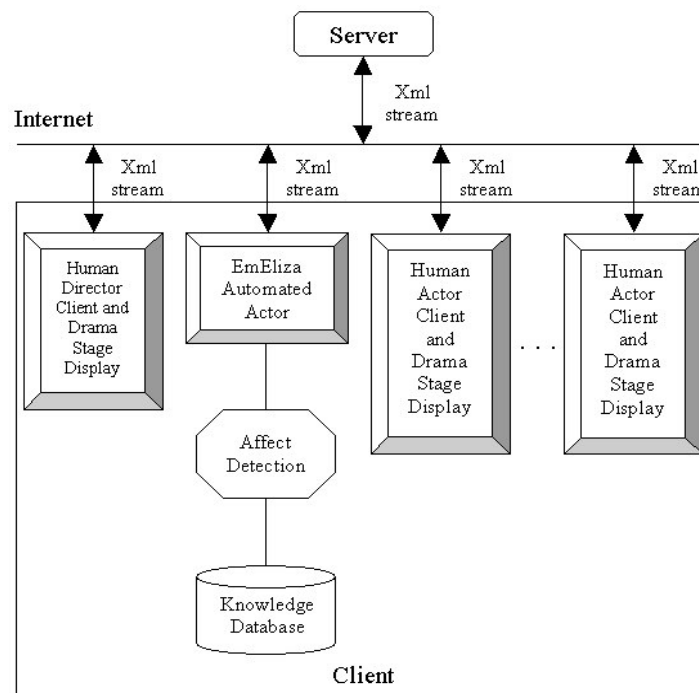 Server
Xml
stream
Internet
Xml
stream
Xml
stream
Xml
stream
Xml
stream
Human
Director
Client and
Drama
Stage
Display
EmEliza
Automated
Actor
Human
Actor
Client
and
Drama
Stage
Display
. . .
Human
Actor
Client
and
Drama
Stage
Display
Affect
Detection
Knowledge
Database
Client